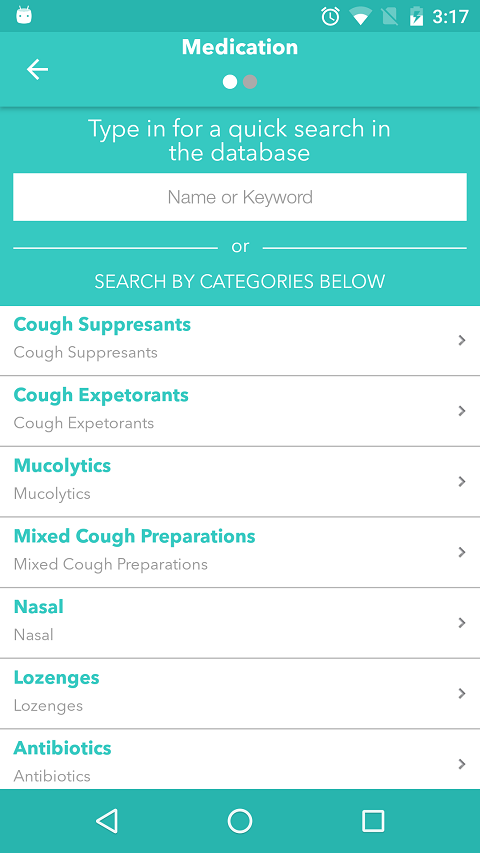 3:17
Medication
Type in for a quick search in
the database
Name or Keyword
or
SEARCH BY CATEGORIES BELOW
Cough Suppresants
Cough Suppresants
Cough Expetorants
Cough Expetorants
Mucolytics
Mucolytics
Mixed Cough Preparations
Mixed Cough Preparations
Nasal
Nasal
Lozenges
Lozenges
Antibiotics
Antibiotics